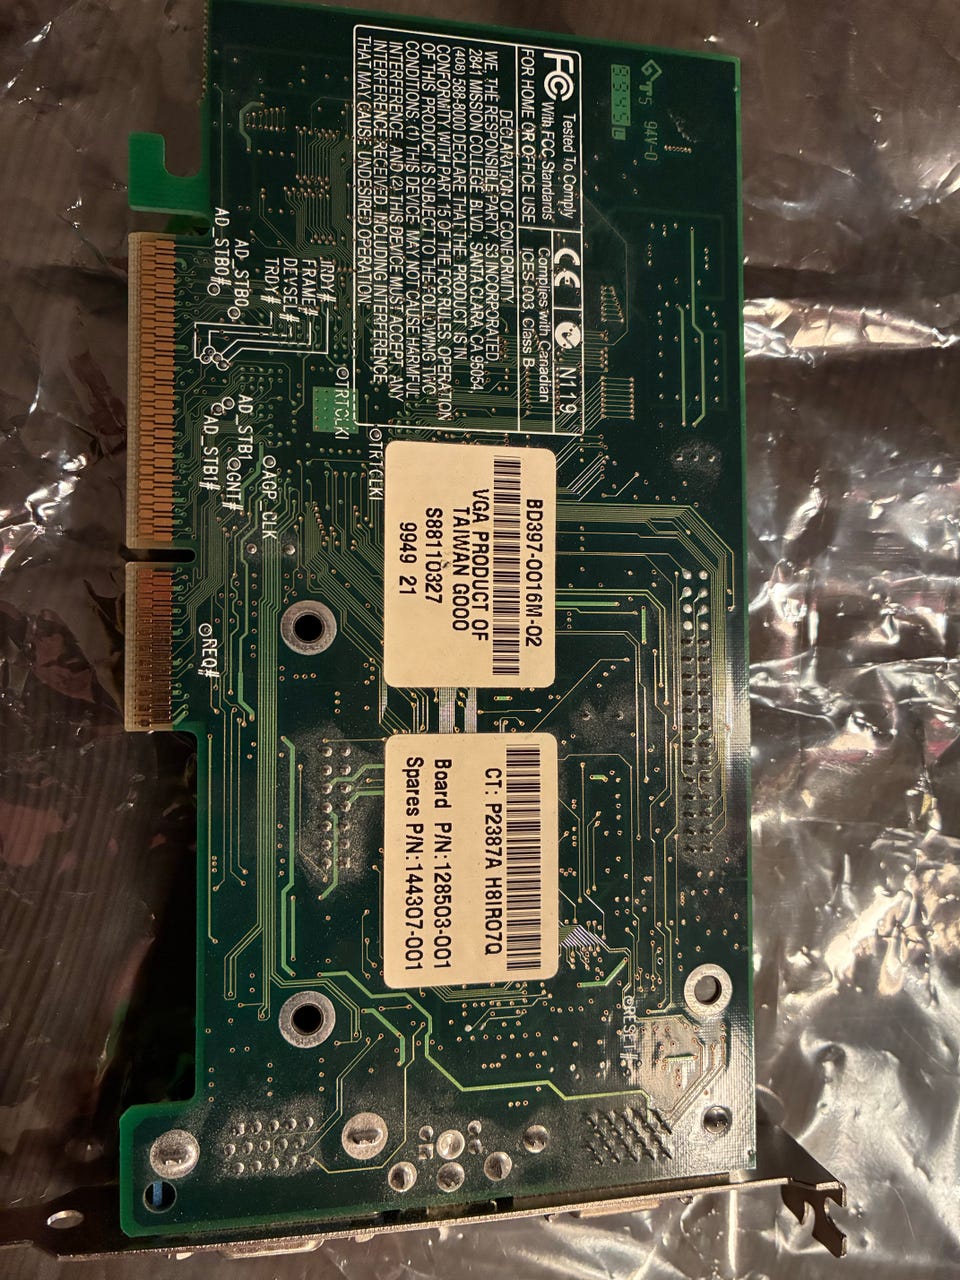 GT5 94V-0
9949
FC Tested To Comply
With FCC Standards
FOR HOME OR OFFICE USE
CE N119
Complies with Canadian
ICES-003, Class B
DECLARATION OF CONFORMITY
WE, THE RESPONSIBLE PARTY, S3 INCORPORATED,
2841 MISSION COLLEGE BLVD, SANTA CLARA, CA 95054,
(408) 588-8000 DECLARE THAT THE PRODUCT IS IN
CONFORMITY WITH PART 15 OF THE FCC RULES. OPERATION
OF THIS PRODUCT IS SUBJECT TO THE FOLLOWING TWO
CONDITIONS: (1) THIS DEVICE MAY NOT CAUSE HARMFUL
INTERFERENCE, AND (2) THIS DEVICE MUST ACCEPT ANY
INTERFERENCE RECEIVED, INCLUDING INTERFERENCE
THAT MAY CAUSE UNDESIRED OPERATION.
IRDY#
FRAME#
DEVSEL#
TRDY#
AD_STB0
AD_STB0#
TRTCLKI
TRTCLKI
AD_STB1
AD_STB1#
GNT#
AGP_CLK
REQ#
RESET#
BD397-0016M-02
VGA PRODUCT OF
TAIWAN G000
S88110327
9949 21
CT: P2387A H8IR07Q
Board P/N:128503-001
Spares P/N:144307-001